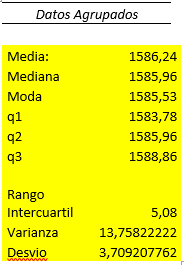 Datos Agrupados
Media: 1586,24
Mediana 1585,96
Moda 1585,53
q1 1583,78
q2 1585,96
q3 1588,86
Rango
Intercuartil 5,08
Varianza 13,75822222
Desvio 3,709207762